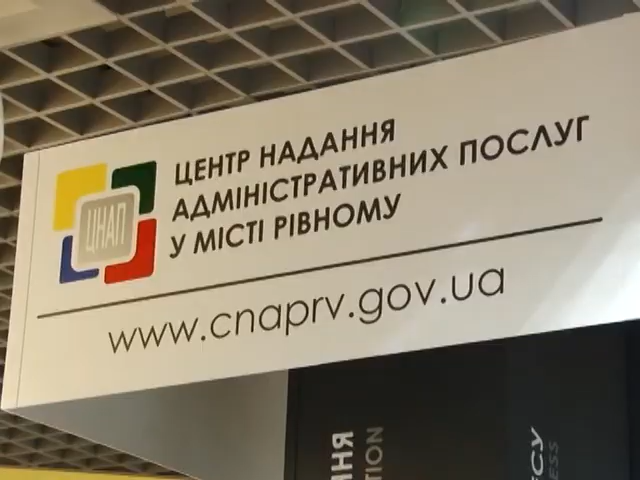 ЦНАП
ЦЕНТР НАДАННЯ
АДМІНІСТРАТИВНИХ ПОСЛУГ
У МІСТІ РІВНОМУ
www.cnaprv.gov.ua